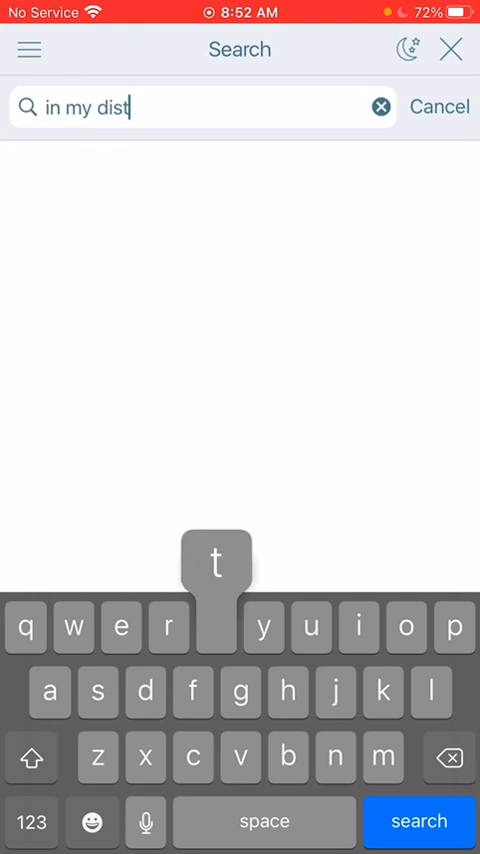 No Service 8:52 AM 72%
Search
in my dist Cancel
t
q w e r y u i o p
a s d f g h j k l
z x c v b n m
123 space search